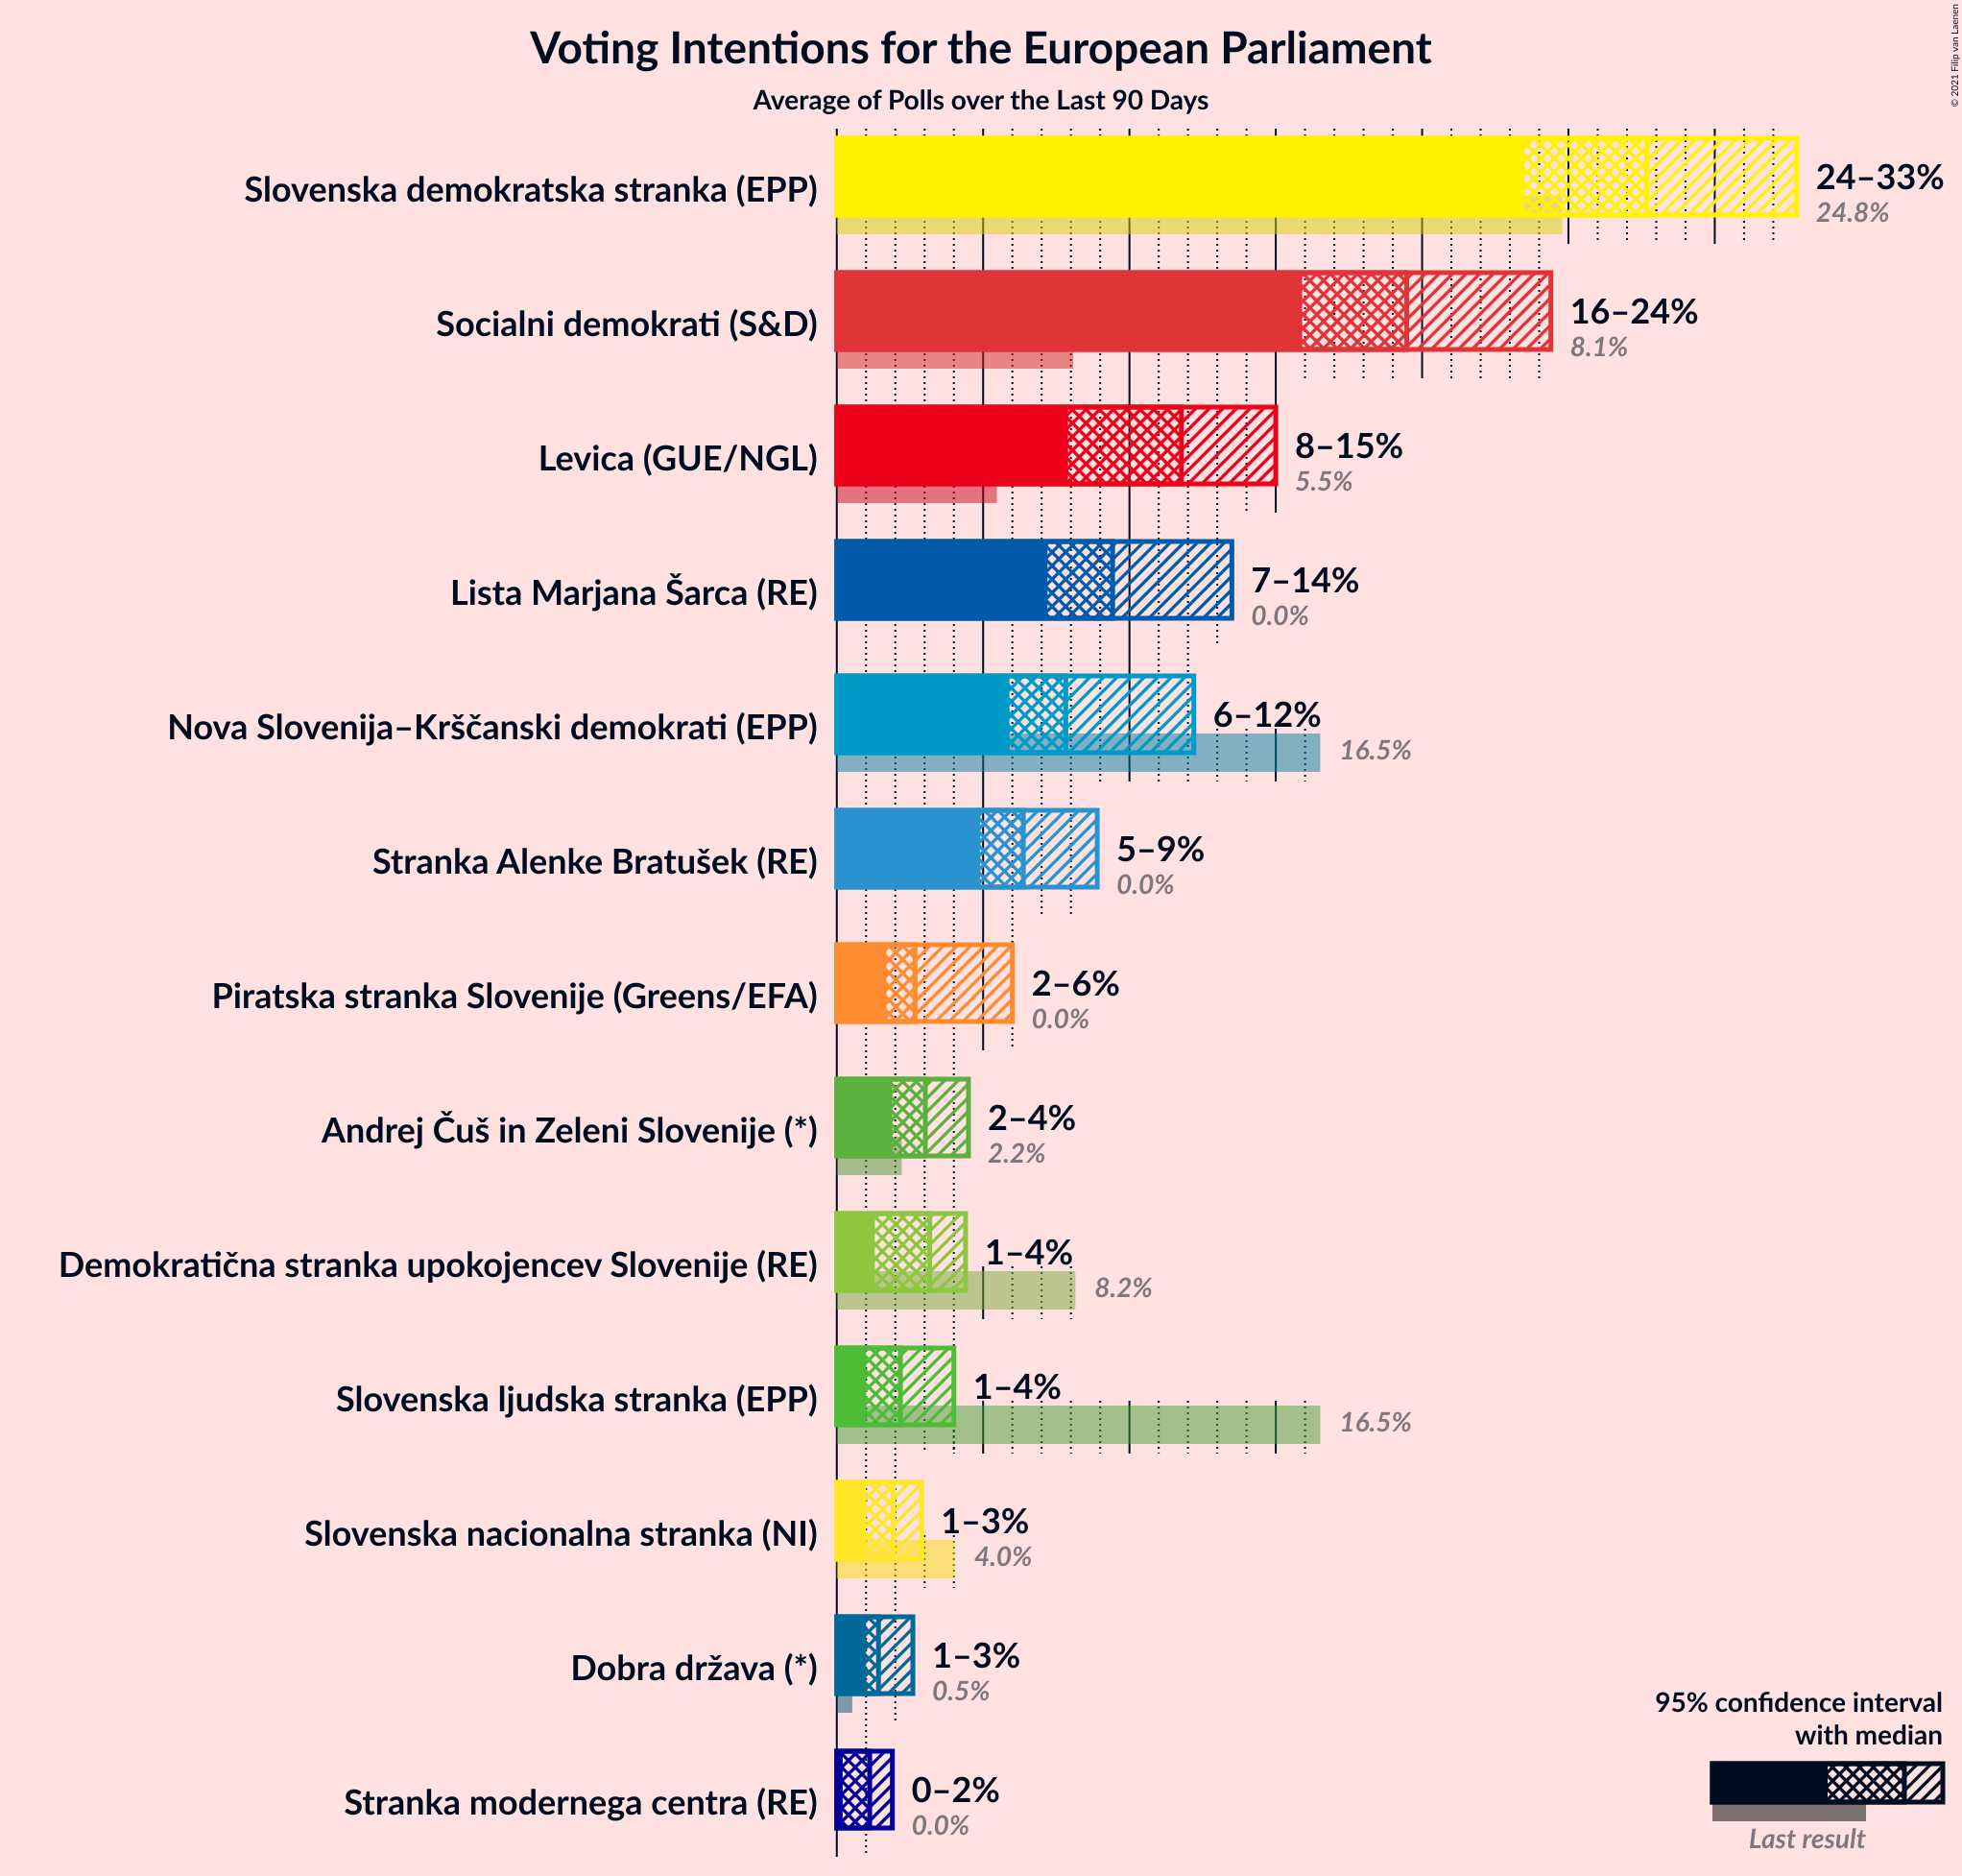 Voting Intentions for the European Parliament
Average of Polls over the Last 90 Days
© 2021 Filip van Laenen
Slovenska demokratska stranka (EPP)
24–33%
24.8%
Socialni demokrati (S&D)
16–24%
8.1%
Levica (GUE/NGL)
8–15%
5.5%
Lista Marjana Šarca (RE)
7–14%
0.0%
Nova Slovenija–Krščanski demokrati (EPP)
6–12%
16.5%
Stranka Alenke Bratušek (RE)
5–9%
0.0%
Piratska stranka Slovenije (Greens/EFA)
2–6%
0.0%
Andrej Čuš in Zeleni Slovenije (*)
2–4%
2.2%
Demokratična stranka upokojencev Slovenije (RE)
1–4%
8.2%
Slovenska ljudska stranka (EPP)
1–4%
16.5%
Slovenska nacionalna stranka (NI)
1–3%
4.0%
Dobra država (*)
1–3%
0.5%
Stranka modernega centra (RE)
0–2%
0.0%
95% confidence interval
with median
Last result